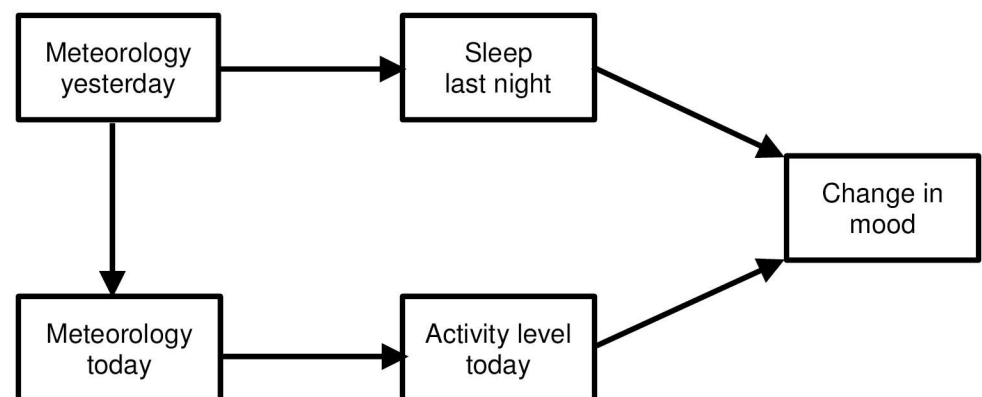 Meteorology
yesterday
Sleep
last night
Change in
mood
Meteorology
today
Activity level
today